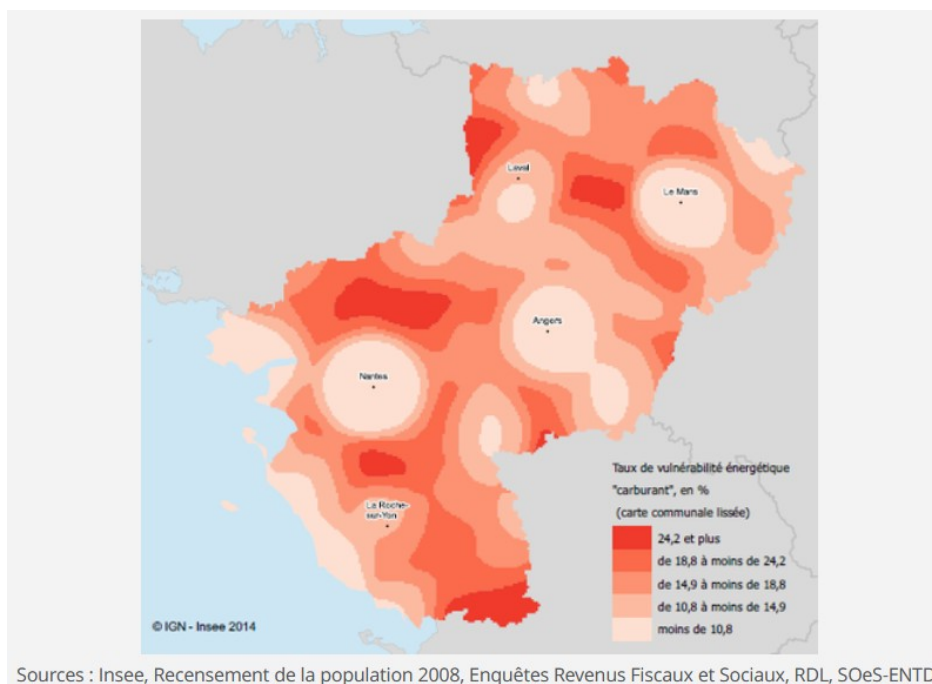 Laval
Le Mans
Angers
Nantes
La Roche-
sur-Yon
Taux de vulnérabilité énergétique
"carburant", en %
(carte communale lissée)
24,2 et plus
de 18,8 à moins de 24,2
de 14,9 à moins de 18,8
de 10,8 à moins de 14,9
moins de 10,8
© IGN - Insee 2014
Sources : Insee, Recensement de la population 2008, Enquêtes Revenus Fiscaux et Sociaux, RDL, SOeS-ENTD